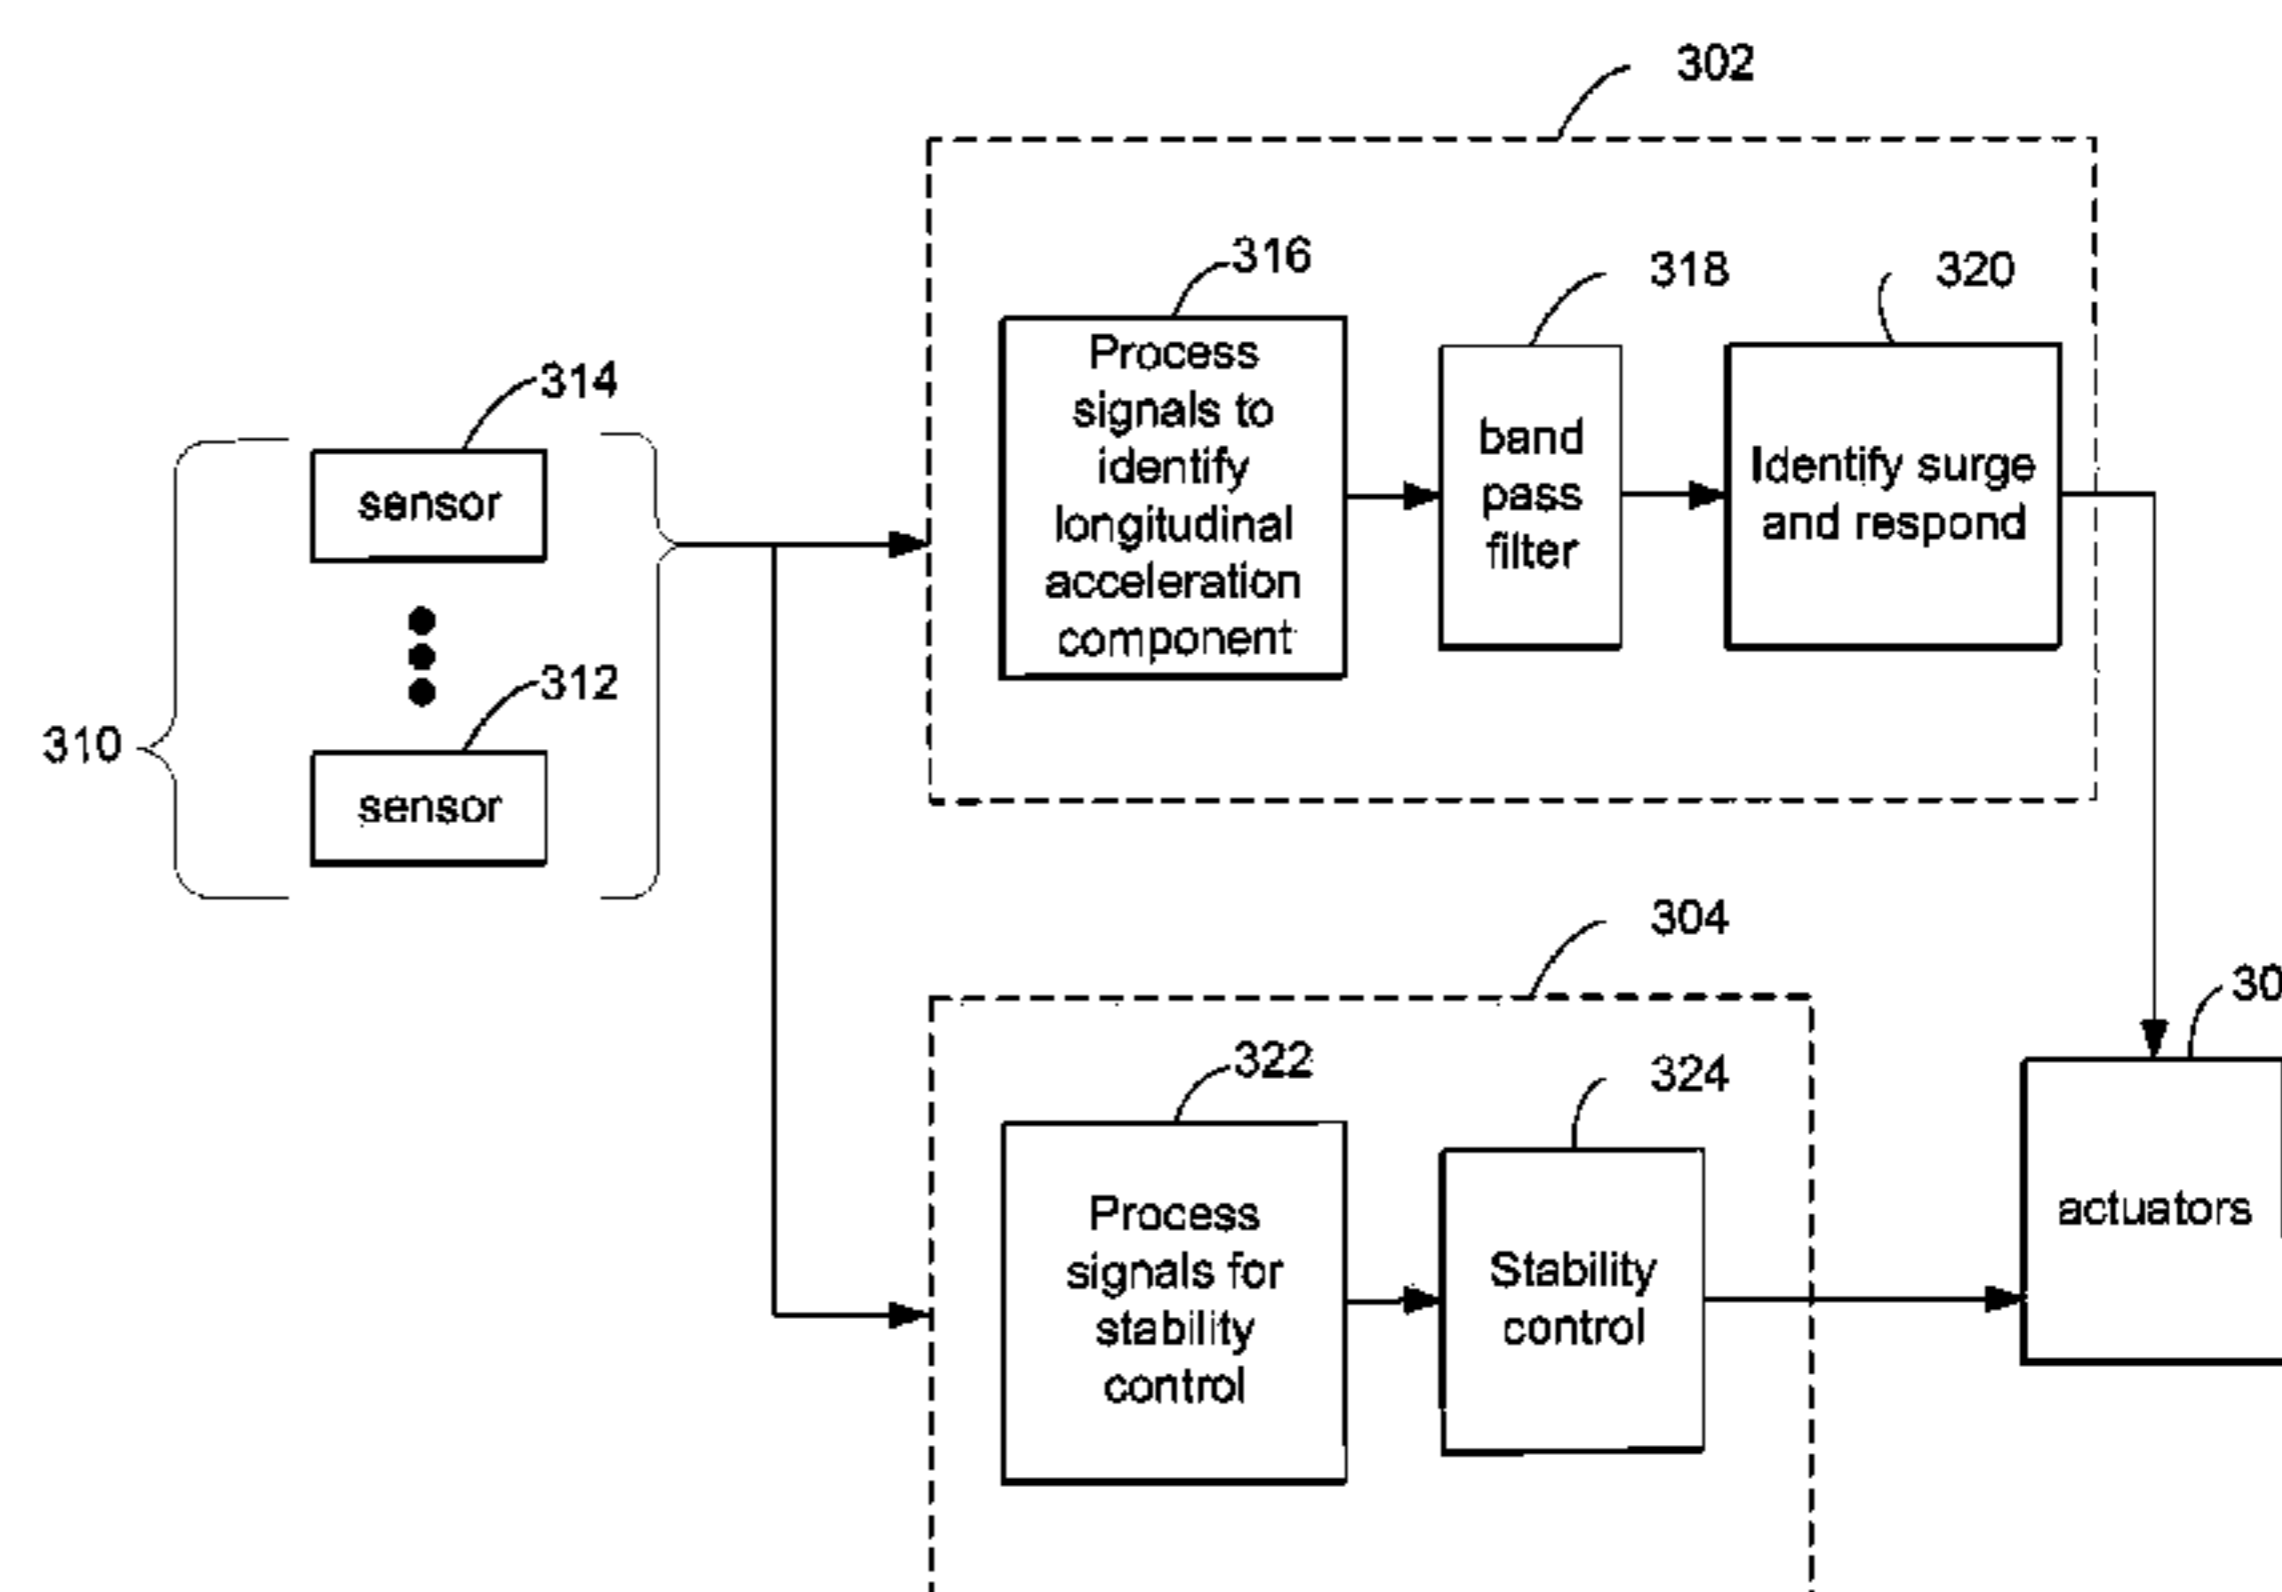 302
316
318
320
Process
signals to
identify
longitudinal
acceleration
component
band
pass
filter
Identify surge
and respond
314
sensor
312
310
sensor
304
30
322
324
Process
signals for
stability
control
Stability
control
actuators